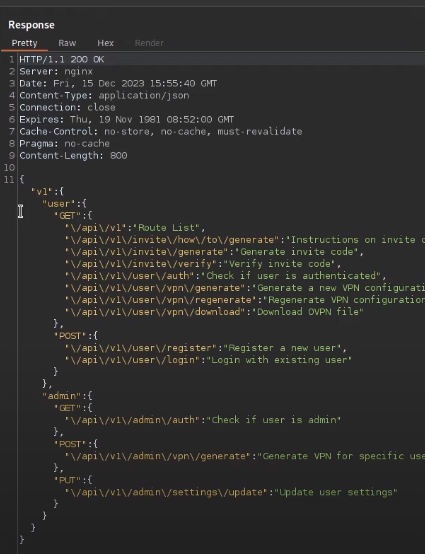 Response
Pretty Raw Hex Render
1 HTTP/1.1 200 OK
2 Server: nginx
3 Date: Fri, 15 Dec 2023 15:55:40 GMT
4 Content-Type: application/json
5 Connection: close
6 Expires: Thu, 19 Nov 1981 08:52:00 GMT
7 Cache-Control: no-store, no-cache, must-revalidate
8 Pragma: no-cache
9 Content-Length: 800
10
11 {
"v1":{
"user":{
"GET":{
"\/api\/v1":"Route List",
"\/api\/v1\/invite\/how\/to\/generate":"Instructions on invite c
"\/api\/v1\/invite\/generate":"Generate invite code",
"\/api\/v1\/invite\/verify":"Verify invite code",
"\/api\/v1\/user\/auth":"Check if user is authenticated",
"\/api\/v1\/user\/vpn\/generate":"Generate a new VPN configurati
"\/api\/v1\/user\/vpn\/regenerate":"Regenerate VPN configuration
"\/api\/v1\/user\/vpn\/download":"Download OVPN file"
},
"POST":{
"\/api\/v1\/user\/register":"Register a new user",
"\/api\/v1\/user\/login":"Login with existing user"
}
},
"admin":{
"GET":{
"\/api\/v1\/admin\/auth":"Check if user is admin"
},
"POST":{
"\/api\/v1\/admin\/vpn\/generate":"Generate VPN for specific use
},
"PUT":{
"\/api\/v1\/admin\/settings\/update":"Update user settings"
}
}
}
}